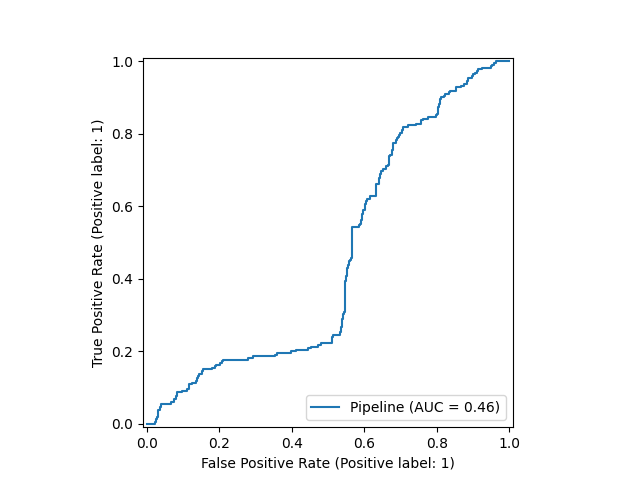 1.0
0.8
0.6
0.4
0.2
0.0
True Positive Rate (Positive label: 1)
Pipeline (AUC = 0.46)
0.0 0.2 0.4 0.6 0.8 1.0
False Positive Rate (Positive label: 1)